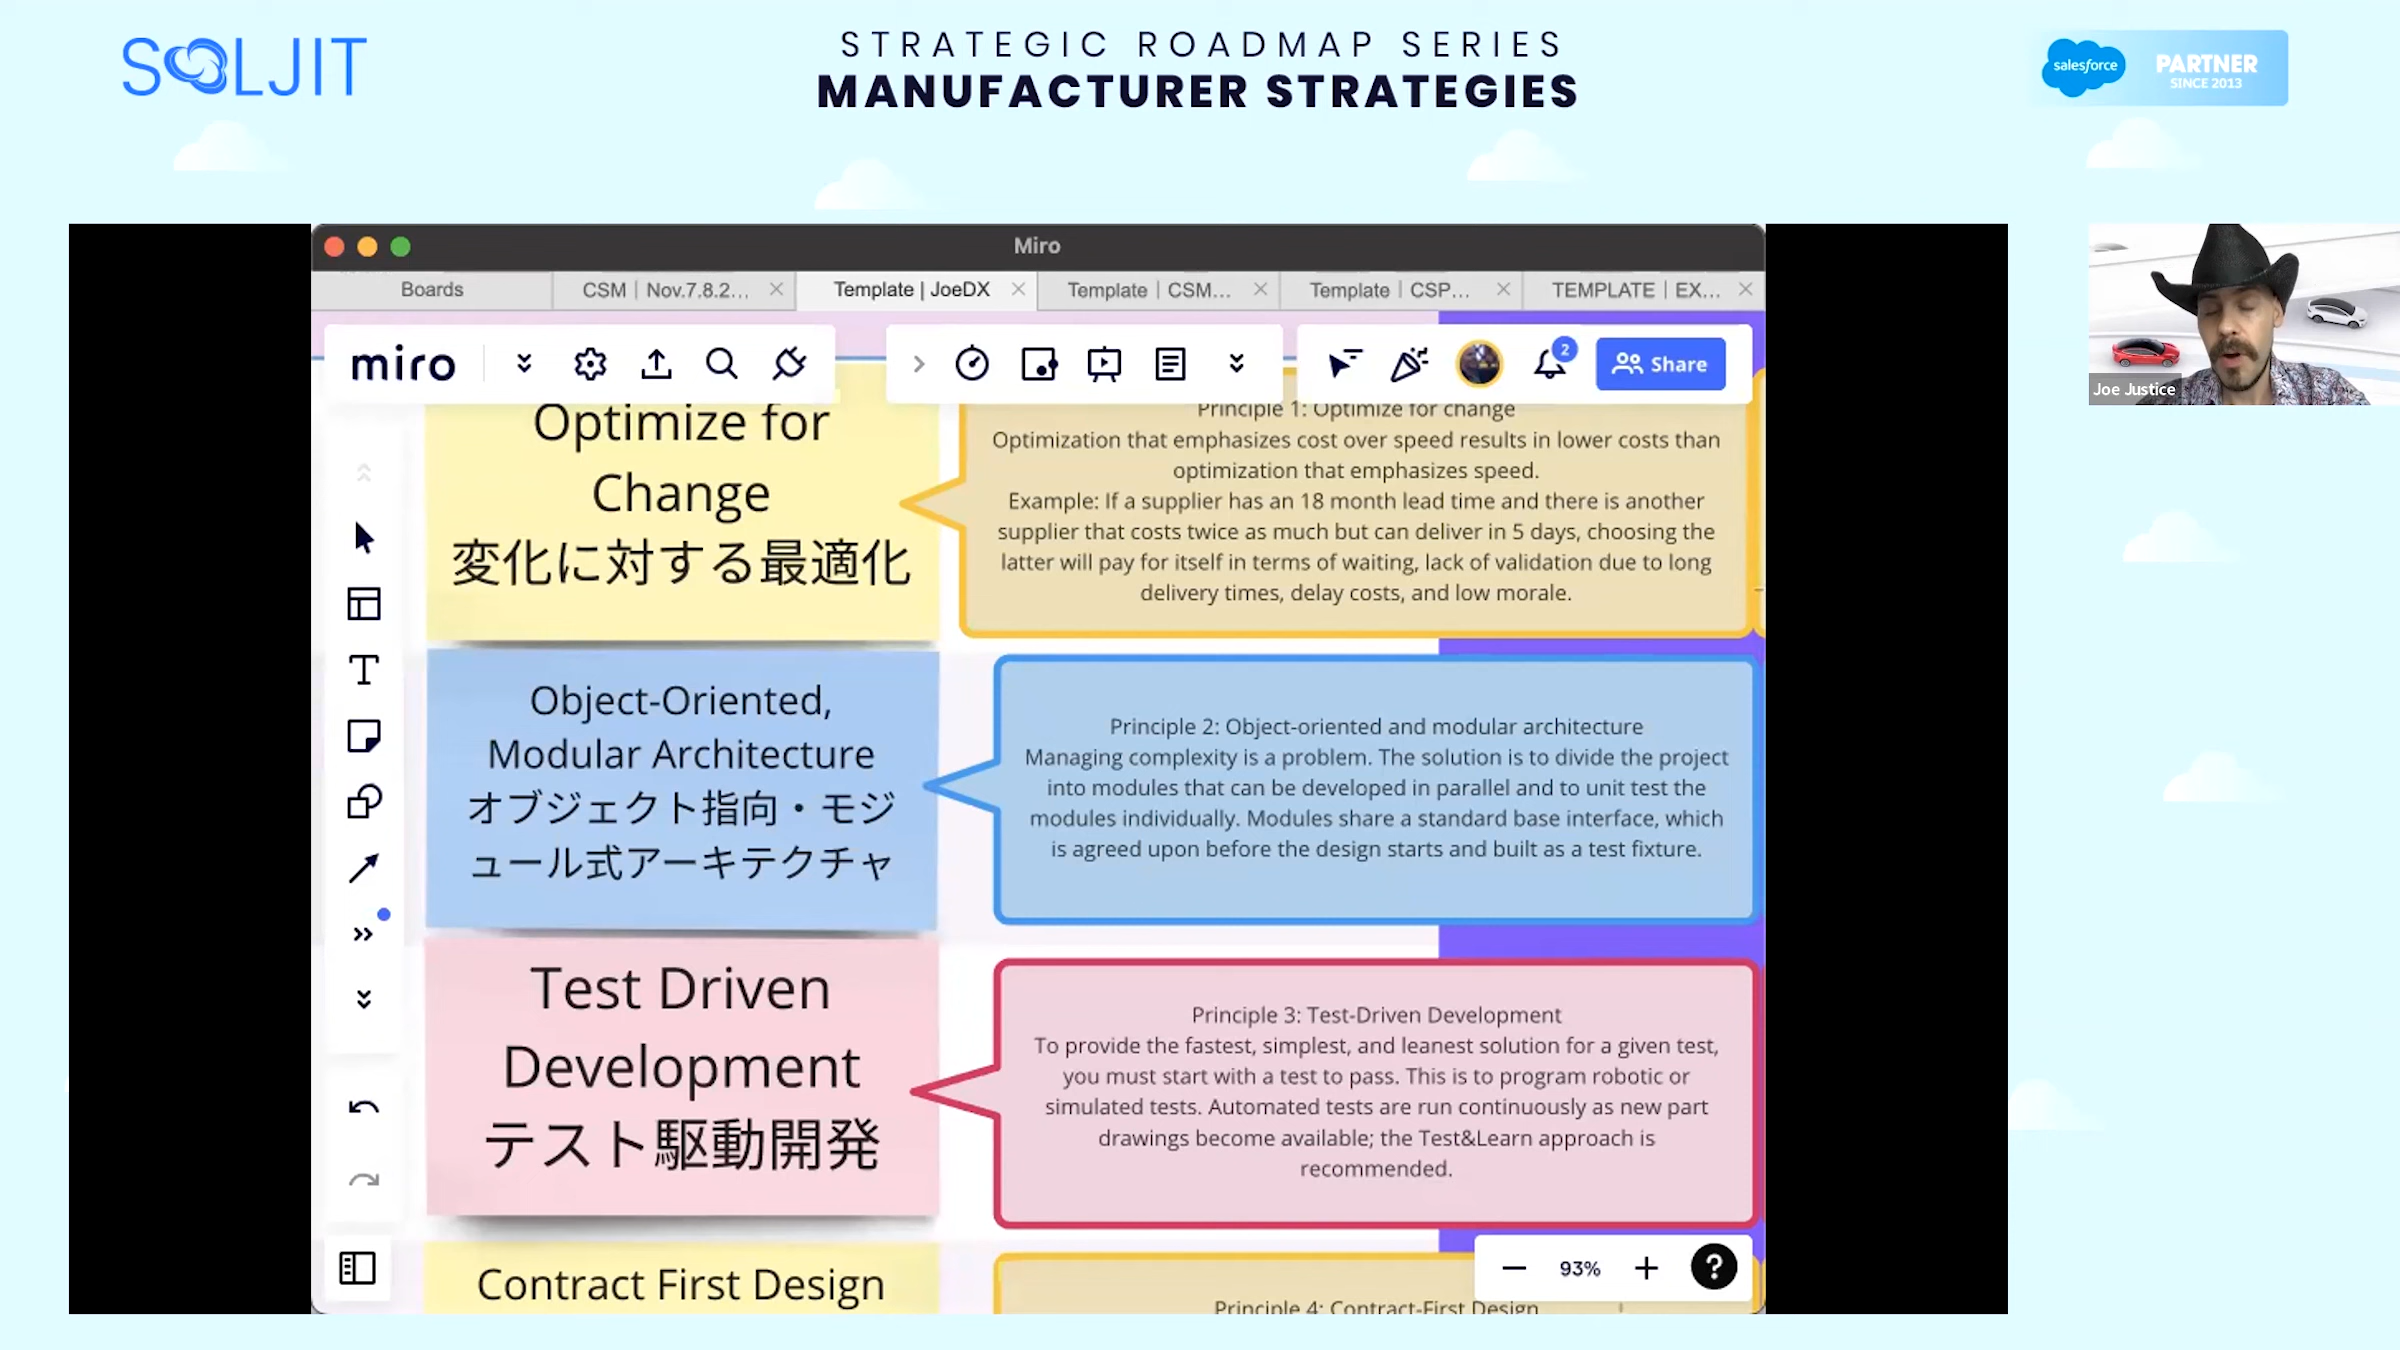 SOLJIT
STRATEGIC ROADMAP SERIES
MANUFACTURER STRATEGIES
salesforce
PARTNER
SINCE 2013
Miro
Boards
CSM | Nov.7.8.2...
Template | JoeDX
Template | CSM...
Template | CSP...
TEMPLATE | EX...
miro
2
Share
Joe Justice
Optimize for
Change
変化に対する最適化
Principle 1: Optimize for change
Optimization that emphasizes cost over speed results in lower costs than
optimization that emphasizes speed.
Example: If a supplier has an 18 month lead time and there is another
supplier that costs twice as much but can deliver in 5 days, choosing the
latter will pay for itself in terms of waiting, lack of validation due to long
delivery times, delay costs, and low morale.
Object-Oriented,
Modular Architecture
オブジェクト指向・モジ
ュール式アーキテクチャ
Principle 2: Object-oriented and modular architecture
Managing complexity is a problem. The solution is to divide the project
into modules that can be developed in parallel and to unit test the
modules individually. Modules share a standard base interface, which
is agreed upon before the design starts and built as a test fixture.
Test Driven
Development
テスト駆動開発
Principle 3: Test-Driven Development
To provide the fastest, simplest, and leanest solution for a given test,
you must start with a test to pass. This is to program robotic or
simulated tests. Automated tests are run continuously as new part
drawings become available; the Test&Learn approach is
recommended.
Contract First Design
Principle 4: Contract-First Design
93%